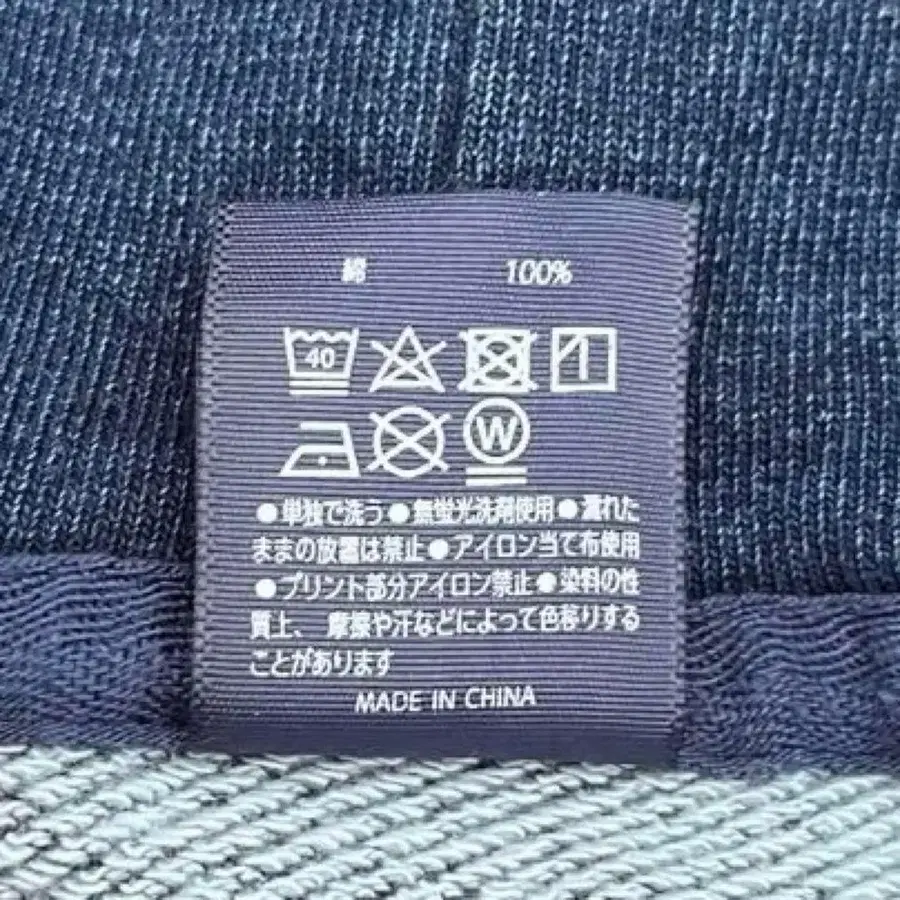 綿 100%
40
W
●単独で洗う●無蛍光洗剤使用●濡れた
ままの放置は禁止●アイロン当て布使用
●プリント部分アイロン禁止●染料の性
質上、摩擦や汗などによって色移りする
ことがあります
MADE IN CHINA